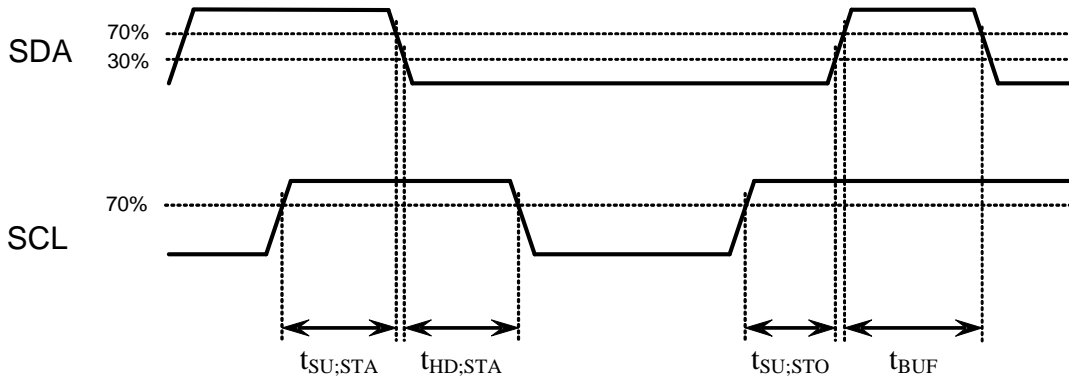 70%
SDA
30%
70%
SCL
tSU;STA tHD;STA tSU;STO tBUF